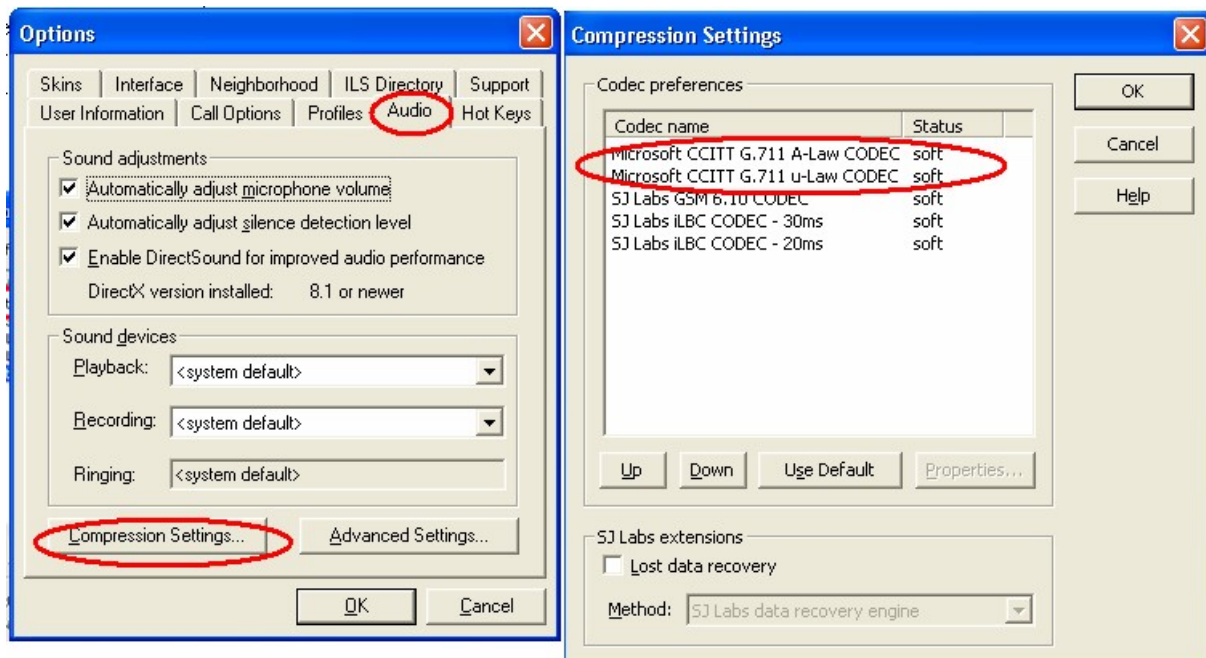 Options
Skins Interface Neighborhood ILS Directory Support
User Information Call Options Profiles Audio Hot Keys
Sound adjustments
Automatically adjust microphone volume
Automatically adjust silence detection level
Enable DirectSound for improved audio performance
DirectX version installed: 8.1 or newer
Sound devices
Playback: <system default>
Recording: <system default>
Ringing: <system default>
Compression Settings... Advanced Settings...
OK Cancel
Compression Settings
Codec preferences
Codec name Status
Microsoft CCITT G.711 A-Law CODEC soft
Microsoft CCITT G.711 u-Law CODEC soft
SJ Labs GSM 6.10 CODEC soft
SJ Labs iLBC CODEC - 30ms soft
SJ Labs iLBC CODEC - 20ms soft
Up Down Use Default Properties...
OK
Cancel
Help
SJ Labs extensions
Lost data recovery
Method: SJ Labs data recovery engine